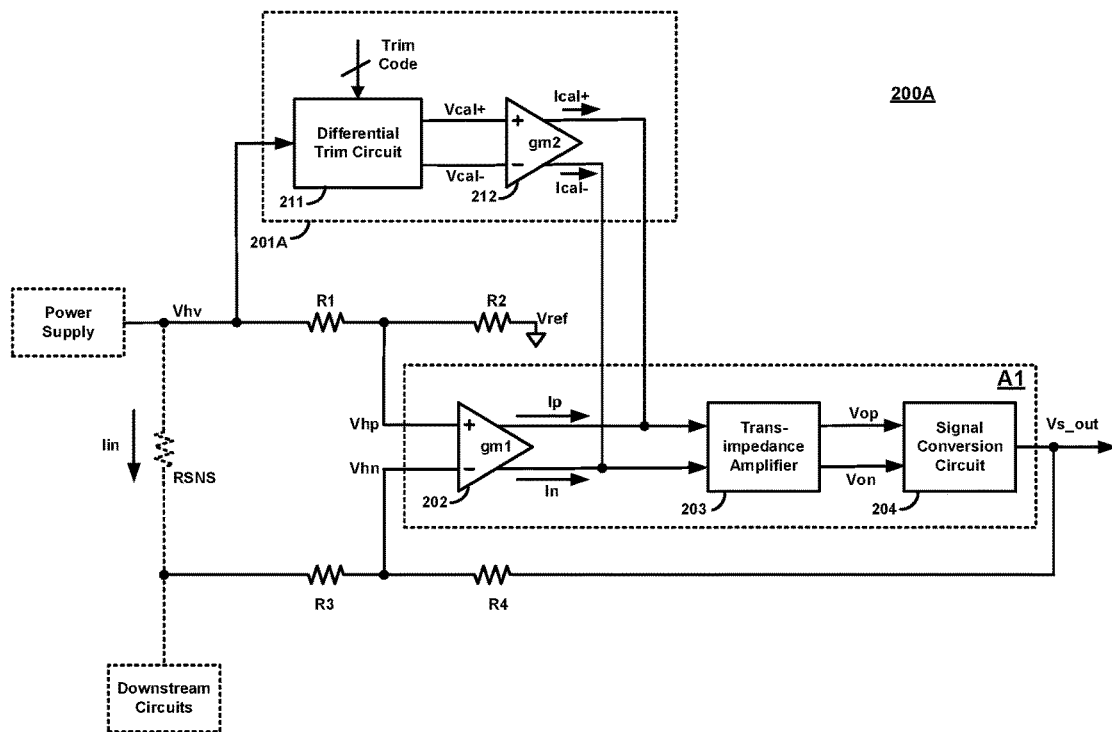 Trim
Code
200A
Differential
Trim Circuit
Vcal+
Vcal-
gm2
Ical+
Ical-
211
212
201A
Power
Supply
Vhv
R1
R2
Vref
A1
Iin
RSNS
Vhp
Vhn
gm1
Ip
In
202
Trans-
impedance
Amplifier
203
Vop
Von
Signal
Conversion
Circuit
204
Vs_out
R3
R4
Downstream
Circuits